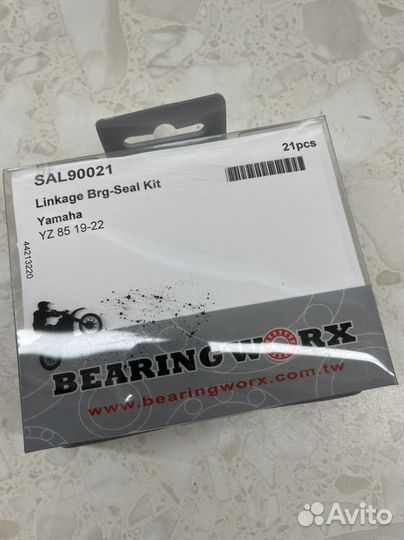 SAL90021
21pcs
Linkage Brg-Seal Kit
Yamaha
YZ 85 19-22
44213220
BEARINGWORX
www.bearingworx.com.tw
Avito